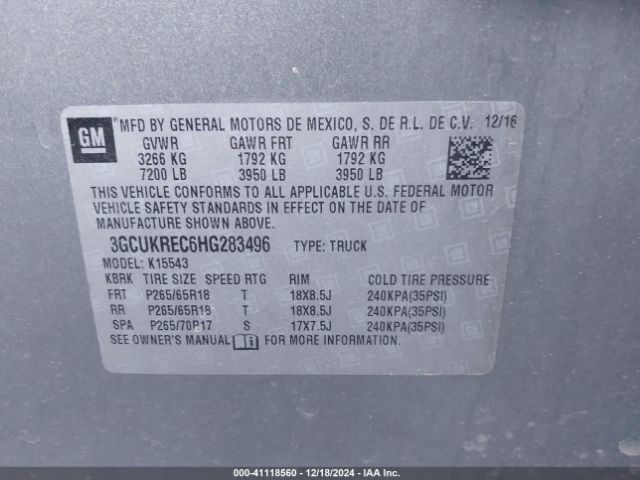 GM
MFD BY GENERAL MOTORS DE MEXICO, S. DE R.L. DE C.V. 12/16
GVWR GAWR FRT GAWR RR
3266 KG 1792 KG 1792 KG
7200 LB 3950 LB 3950 LB
THIS VEHICLE CONFORMS TO ALL APPLICABLE U.S. FEDERAL MOTOR
VEHICLE SAFETY STANDARDS IN EFFECT ON THE DATE OF
MANUFACTURE SHOWN ABOVE.
3GCUKREC6HG283496 TYPE: TRUCK
MODEL: K15543
KBRK TIRE SIZE SPEED RTG RIM COLD TIRE PRESSURE
FRT P265/65R18 T 18X8.5J 240KPA(35PSI)
RR P265/65R18 T 18X8.5J 240KPA(35PSI)
SPA P265/70R17 S 17X7.5J 240KPA(35PSI)
SEE OWNER'S MANUAL FOR MORE INFORMATION.
000-41118560 - 12/18/2024 - IAA Inc.